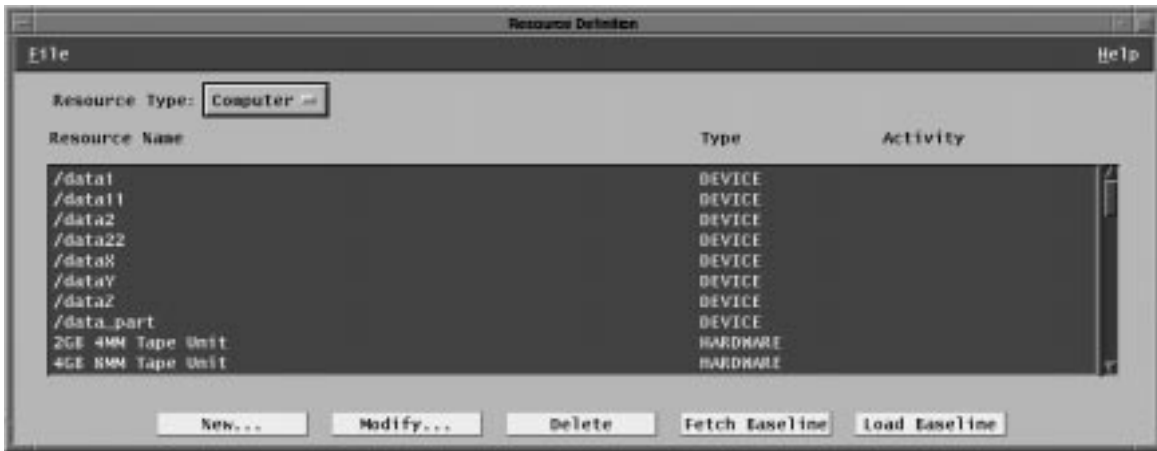 Resource Definition
File Help
Resource Type: Computer
Resource Name Type Activity
/data1 DEVICE
/data11 DEVICE
/data2 DEVICE
/data22 DEVICE
/dataX DEVICE
/dataY DEVICE
/dataZ DEVICE
/data_part DEVICE
2GB 4MM Tape Unit HARDWARE
4GB 8MM Tape Unit HARDWARE
New... Modify... Delete Fetch Baseline Load Baseline